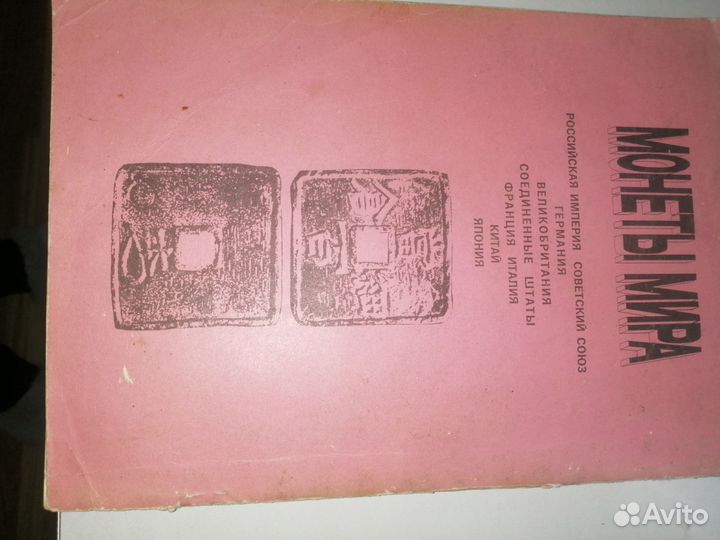 МОНЕТЫ МИРА
РОССИЙСКАЯ ИМПЕРИЯ СОВЕТСКИЙ СОЮЗ
ГЕРМАНИЯ
ВЕЛИКОБРИТАНИЯ
СОЕДИНЕННЫЕ ШТАТЫ
ФРАНЦИЯ ИТАЛИЯ
КИТАЙ
ЯПОНИЯ
Avito